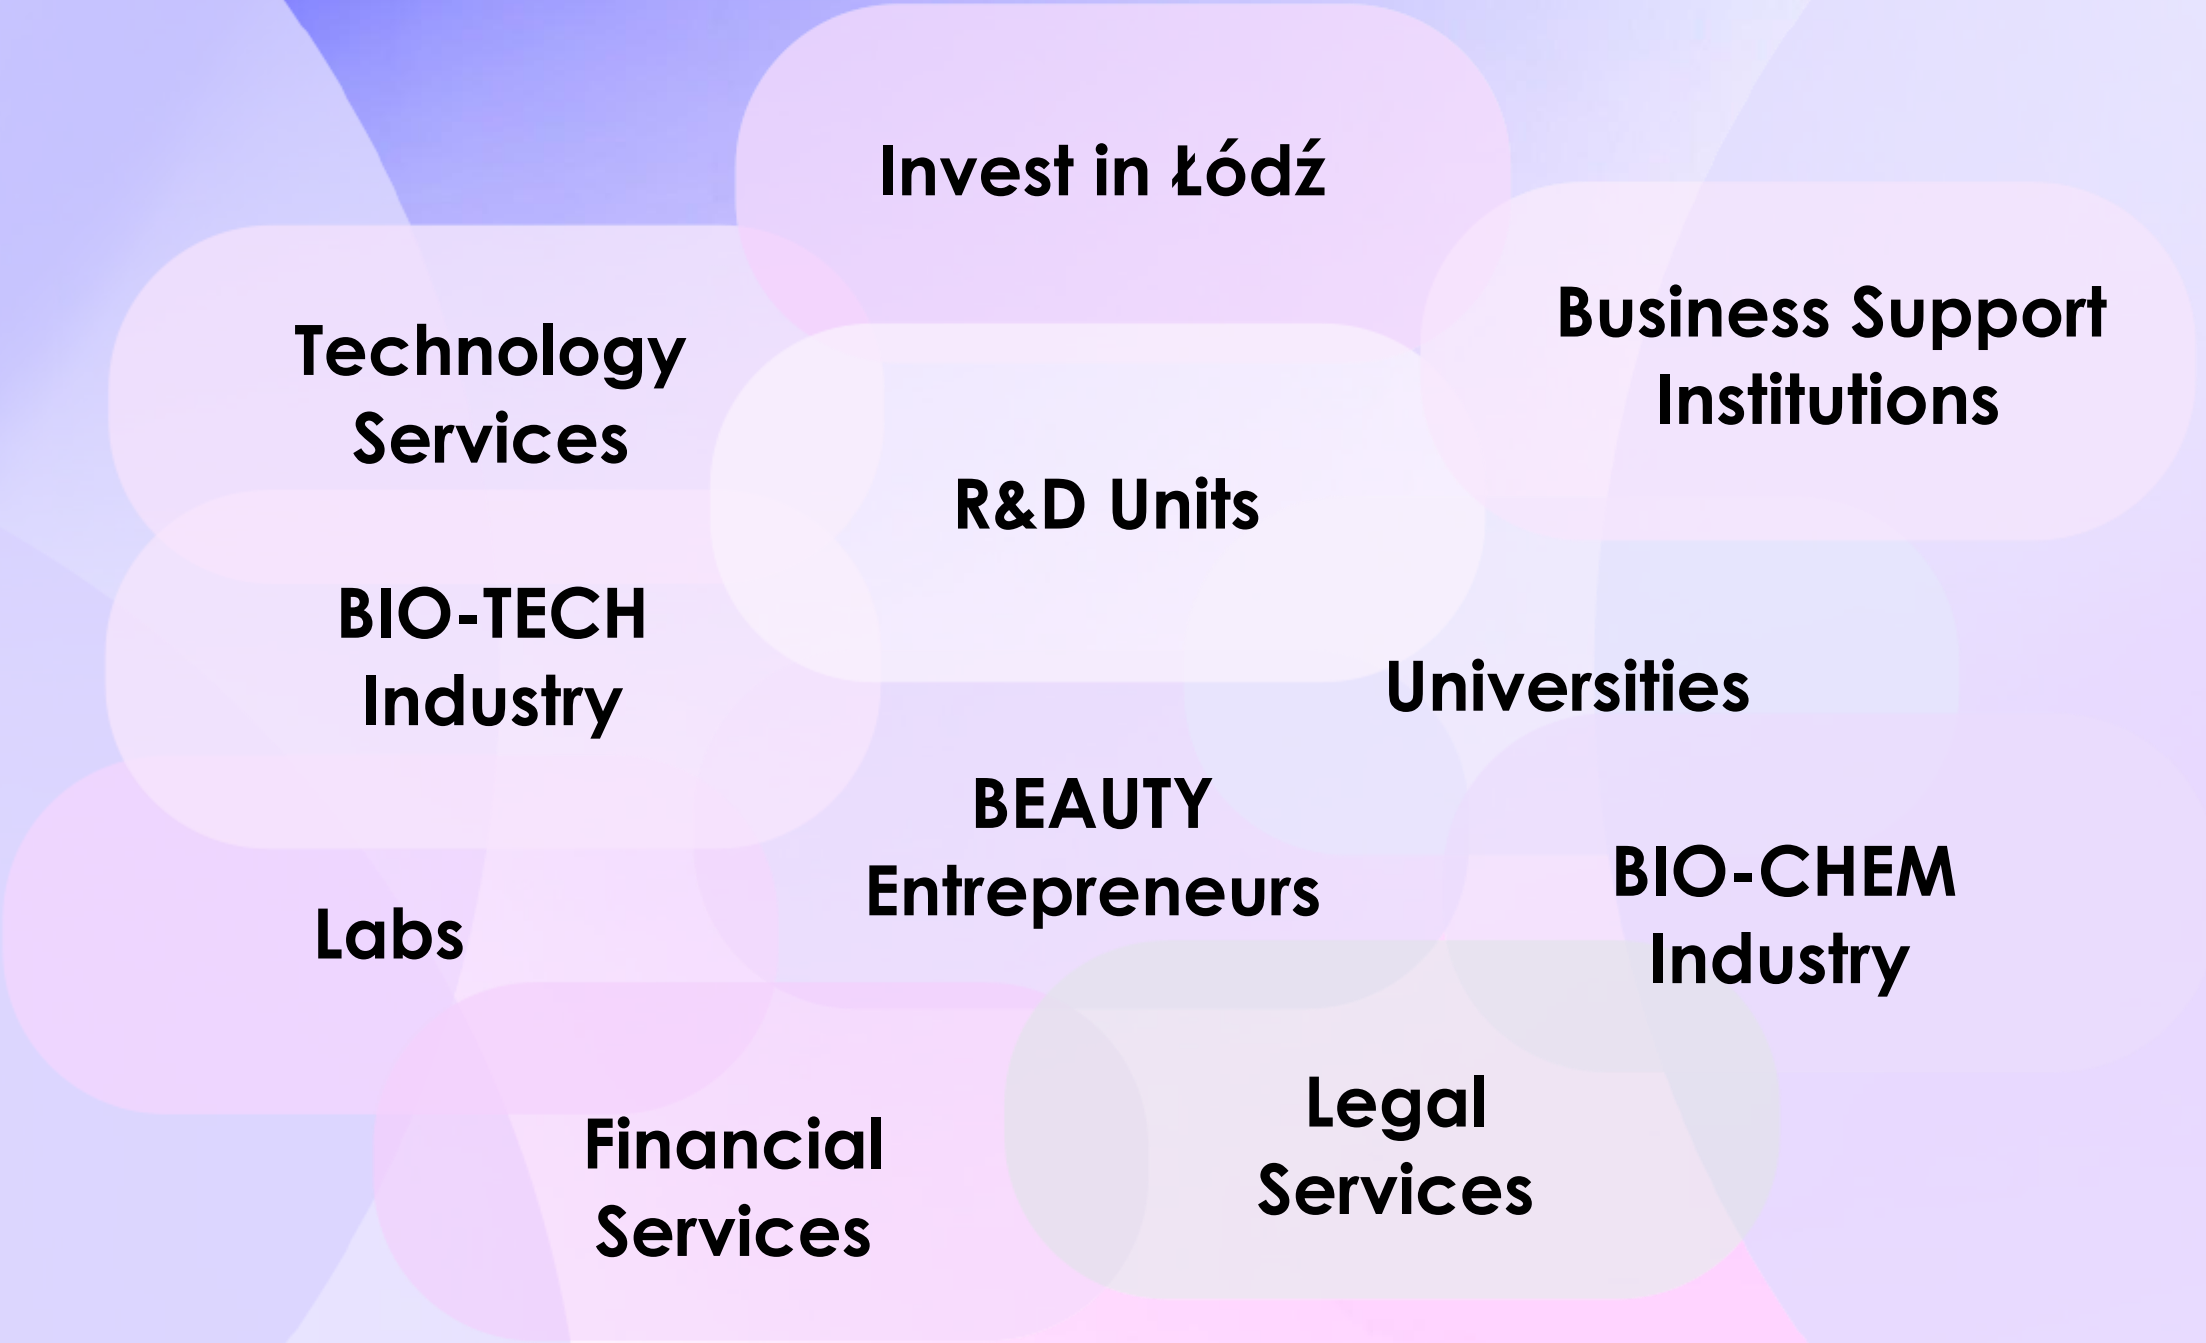 Invest in Łódź
Business Support
Institutions
Technology
Services
R&D Units
BIO-TECH
Industry
Universities
BEAUTY
Entrepreneurs
BIO-CHEM
Industry
Labs
Legal
Services
Financial
Services